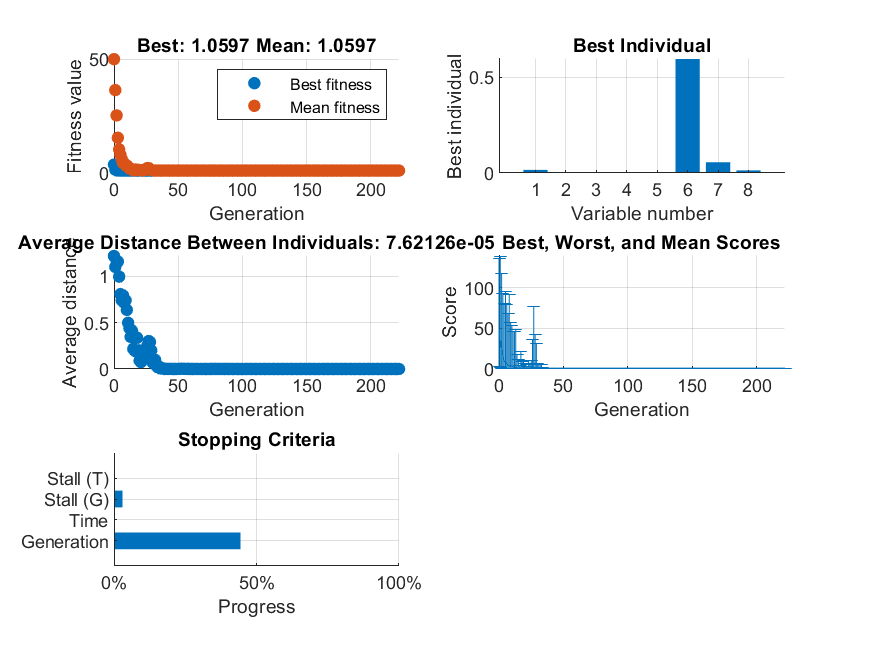 Best: 1.0597 Mean: 1.0597
Fitness value
50
0
Best fitness
Mean fitness
0 50 100 150 200
Generation
Best Individual
Best individual
0.5
0
1 2 3 4 5 6 7 8
Variable number
Average Distance Between Individuals: 7.62126e-05
Average distance
1
0.5
0
0 50 100 150 200
Generation
Best, Worst, and Mean Scores
Score
100
50
0
0 50 100 150 200
Generation
Stopping Criteria
Stall (T)
Stall (G)
Time
Generation
0% 50% 100%
Progress